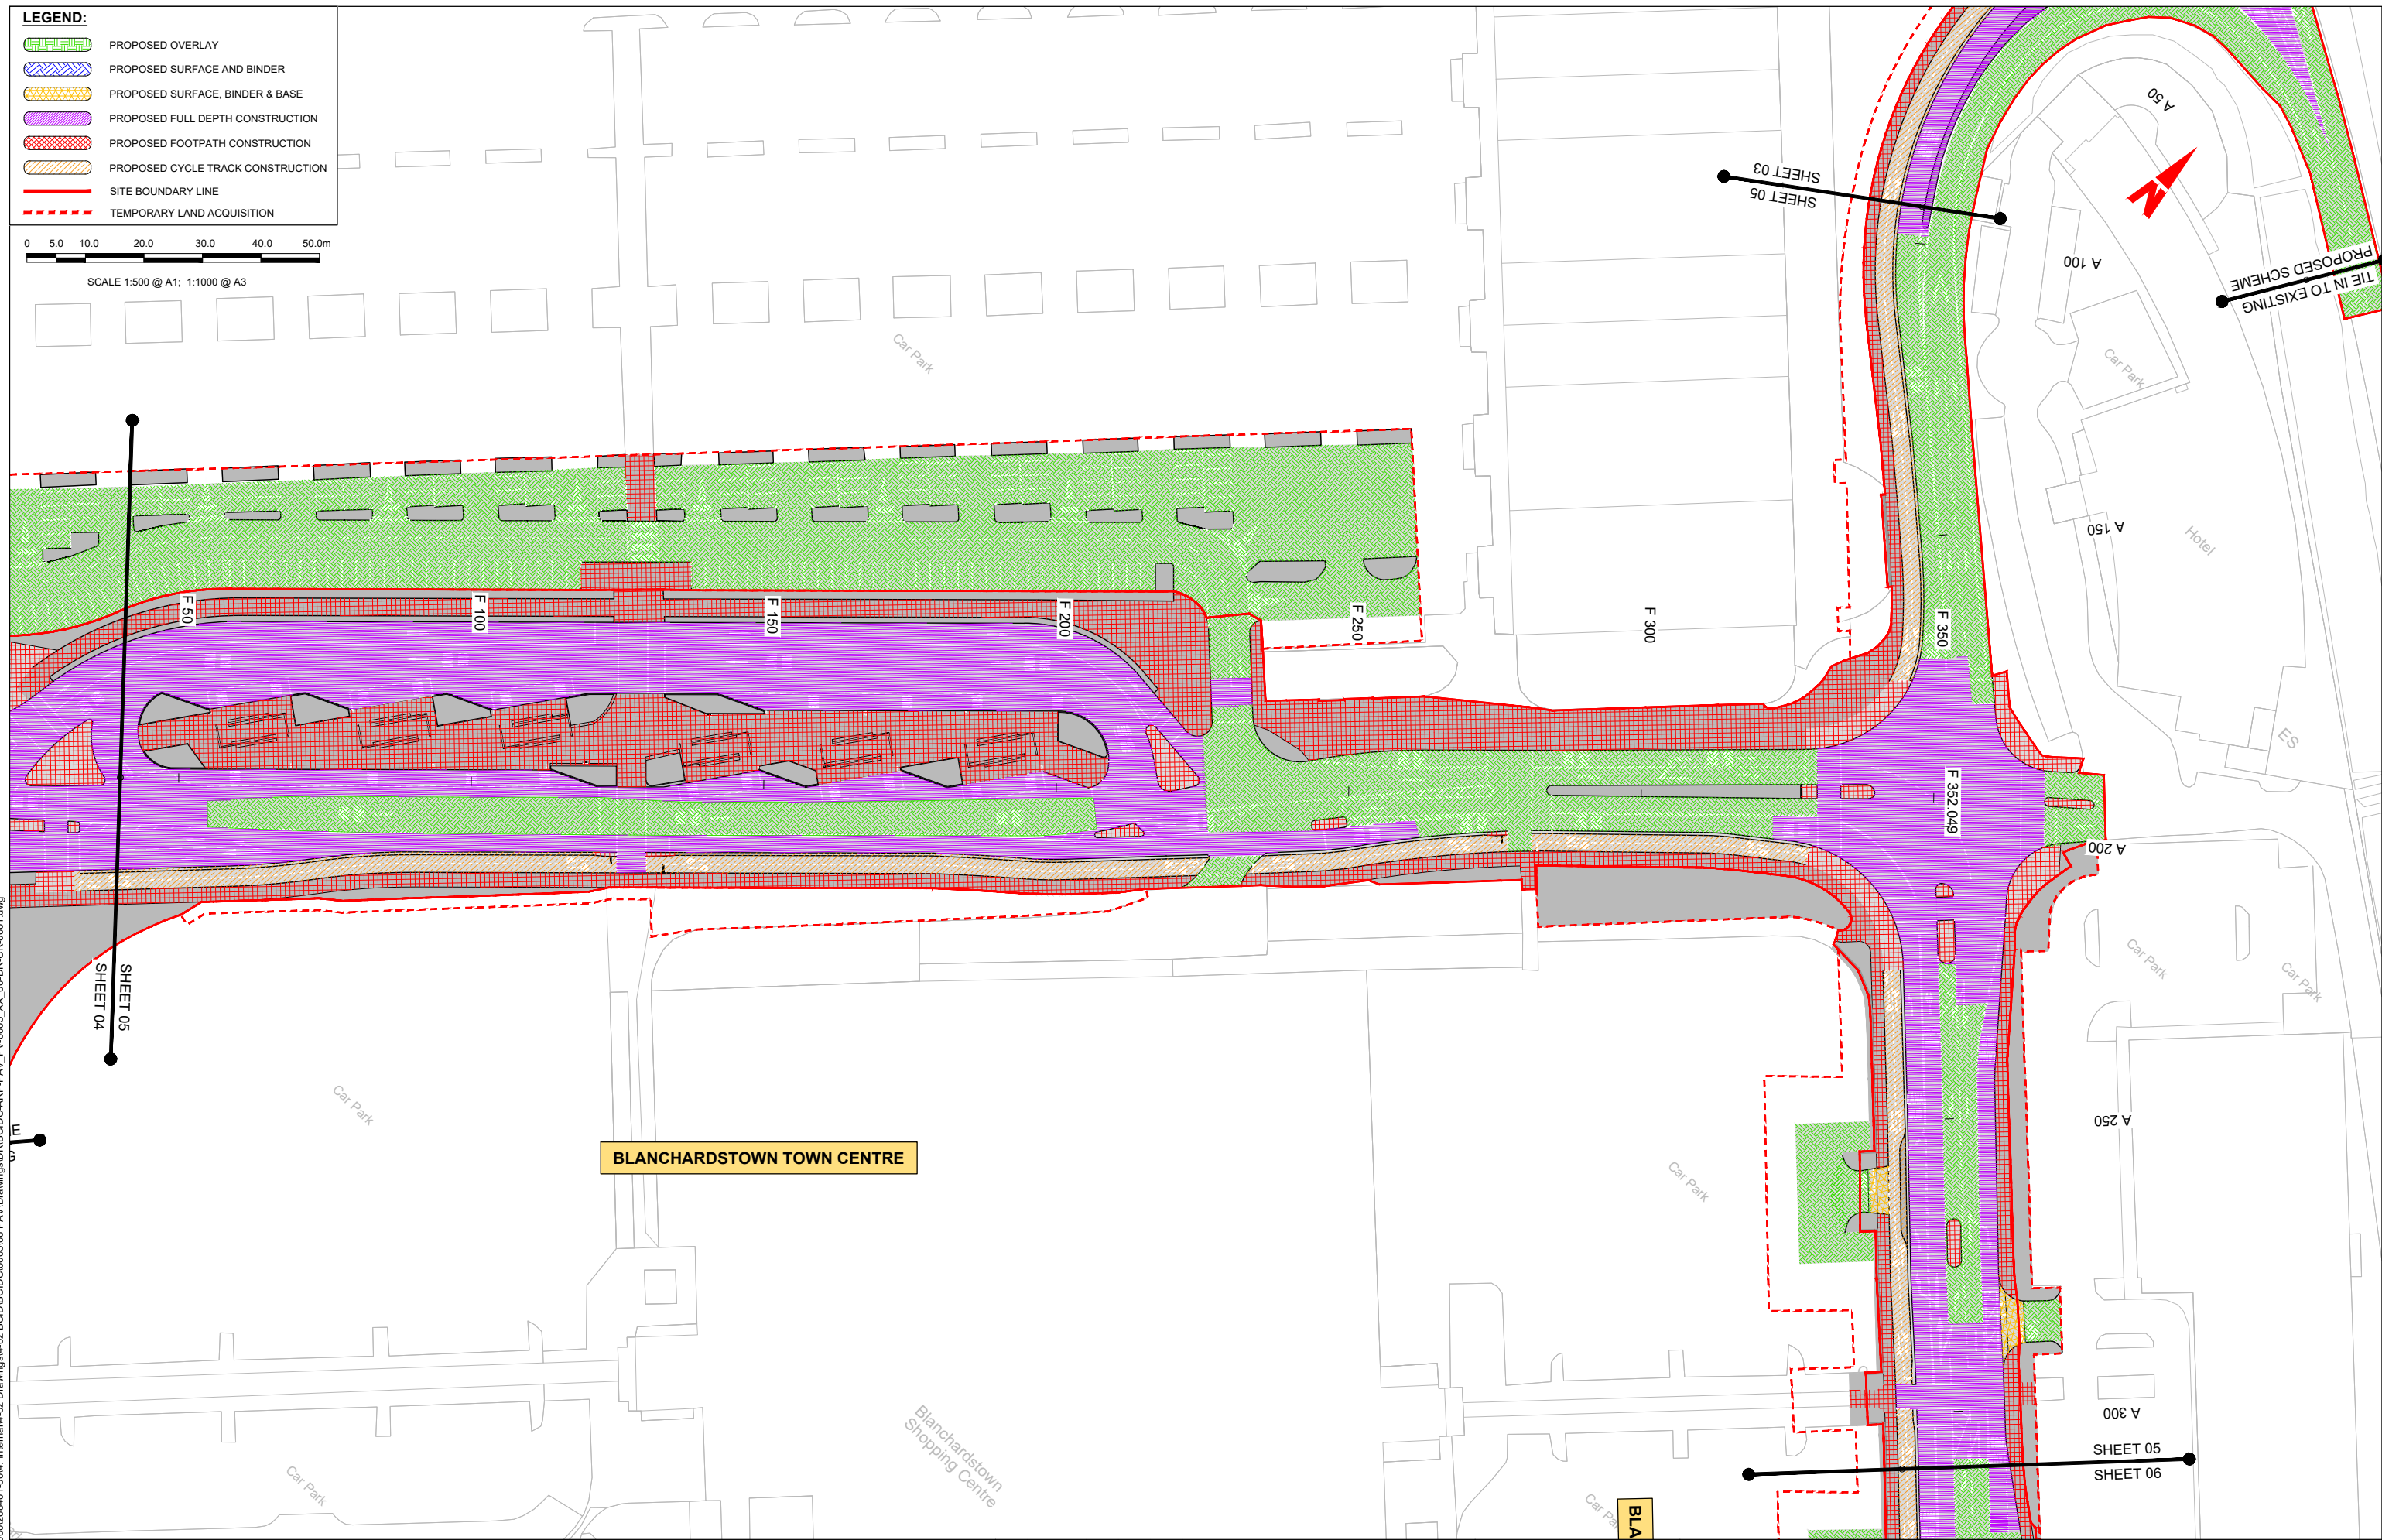 LEGEND:
PROPOSED OVERLAY
PROPOSED SURFACE AND BINDER
PROPOSED SURFACE, BINDER & BASE
PROPOSED FULL DEPTH CONSTRUCTION
PROPOSED FOOTPATH CONSTRUCTION
PROPOSED CYCLE TRACK CONSTRUCTION
SITE BOUNDARY LINE
TEMPORARY LAND ACQUISITION
0 5.0 10.0 20.0 30.0 40.0 50.0m
SCALE 1:500 @ A1; 1:1000 @ A3
A 50
SHEET 03
SHEET 05
N
A 100
PROPOSED SCHEME
TIE IN TO EXISTING
Car Park
Car Park
A 150
Hotel
F 50
F 100
F 150
F 200
F 250
F 300
F 350
ES
F 352.049
A 200
SHEET 05
SHEET 04
Car Park
Car Park
Car Park
A 250
BLANCHARDSTOWN TOWN CENTRE
Car Park
A 300
Blanchardstown
Shopping Centre
Car Park
SHEET 05
SHEET 06
BLA